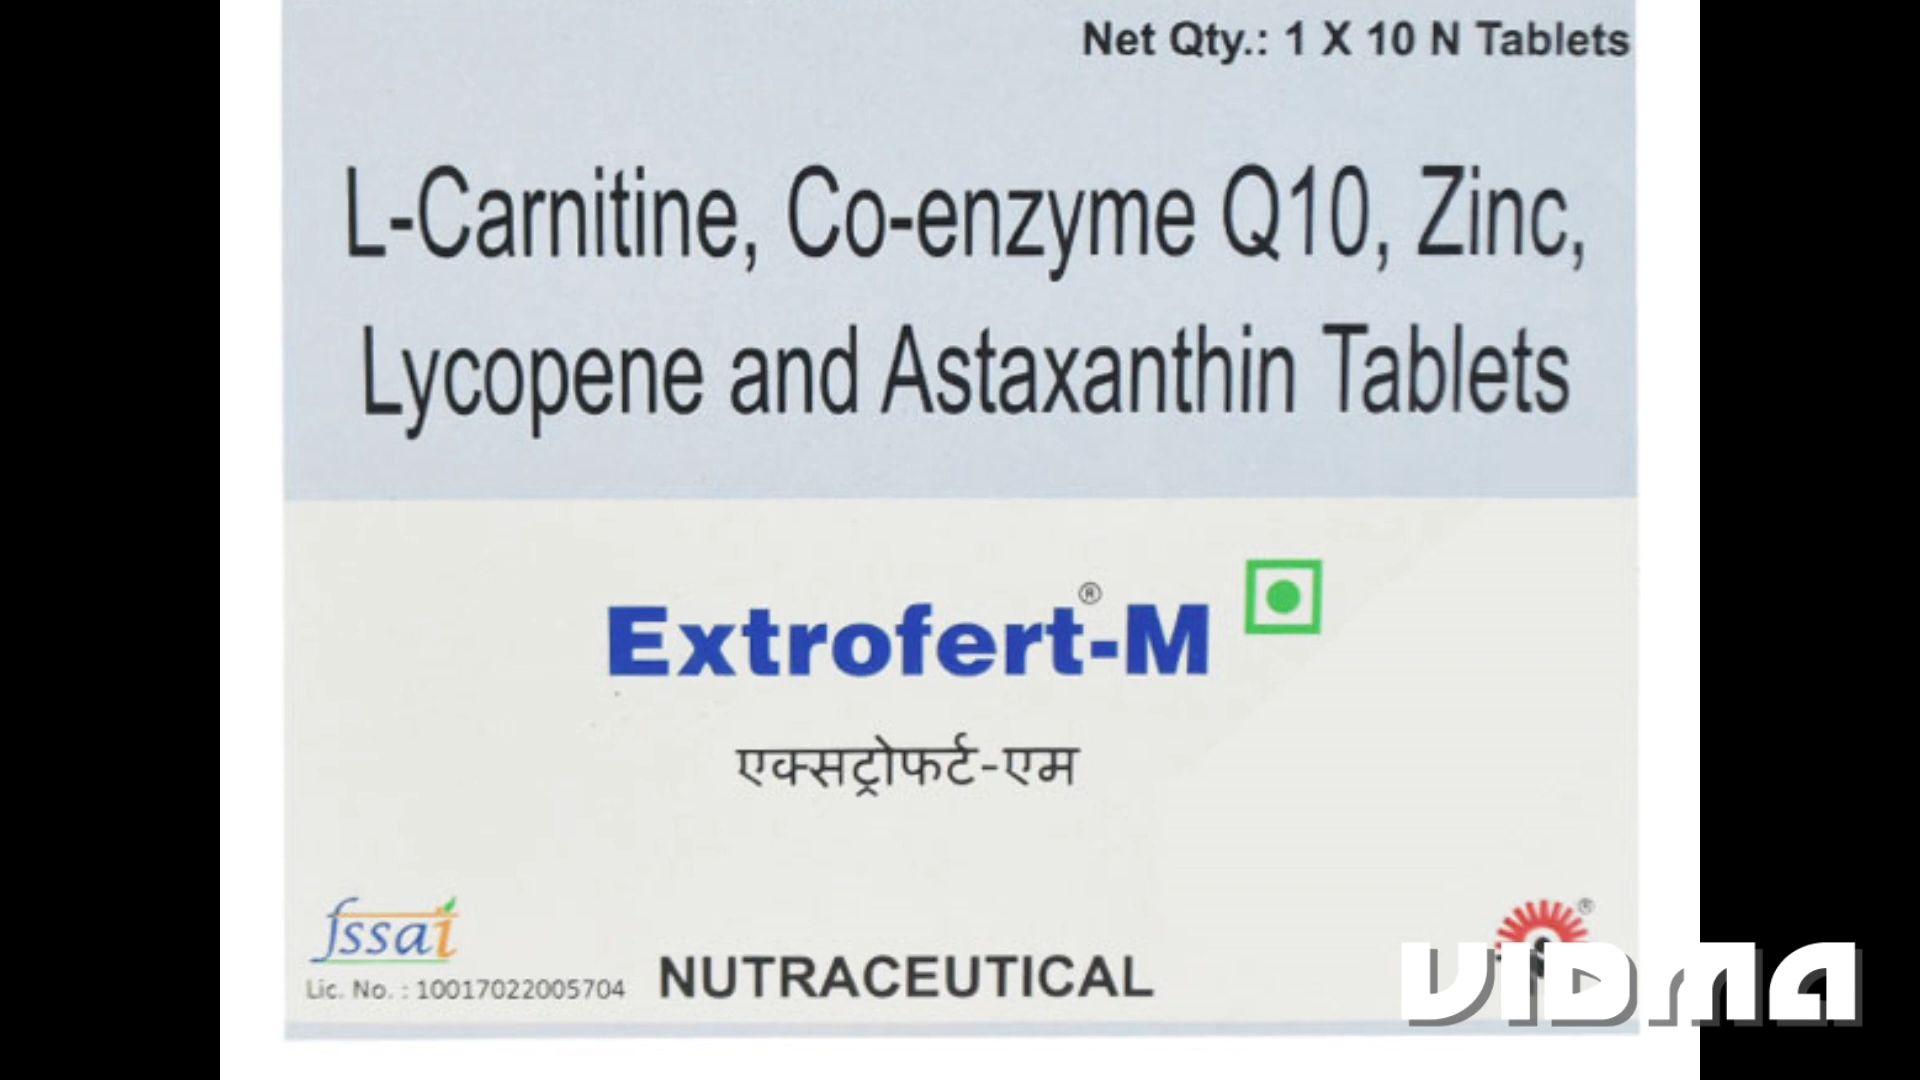 Net Qty.: 1 X 10 N Tablets
L-Carnitine, Co-enzyme Q10, Zinc,
Lycopene and Astaxanthin Tablets
Extrofert®-M
एक्सट्रोफर्ट-एम
fssai
Lic. No. : 10017022005704
NUTRACEUTICAL
®
S
VIDMA